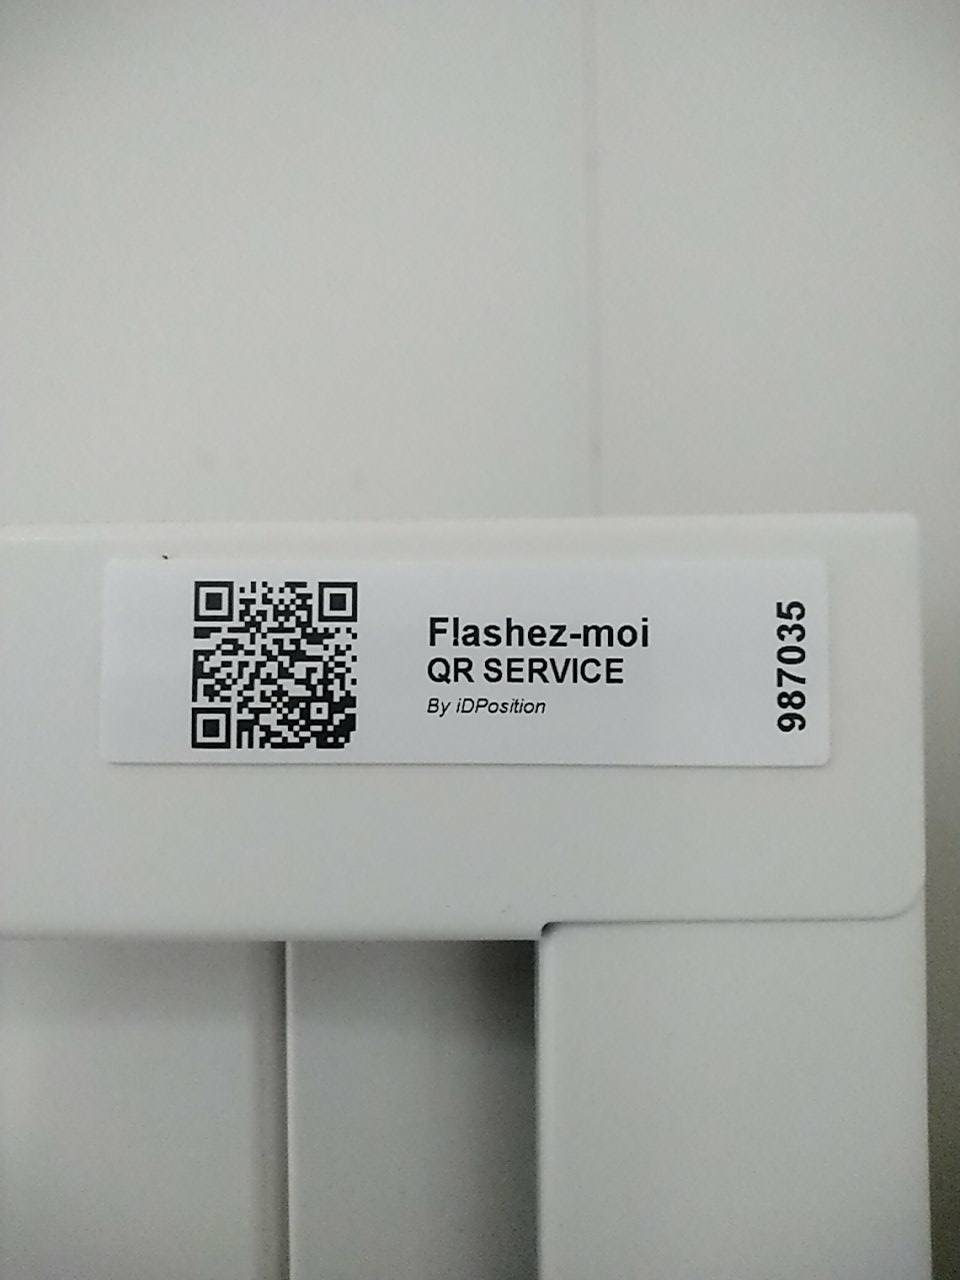 Flashez-moi
QR SERVICE
By iDPosition
987035